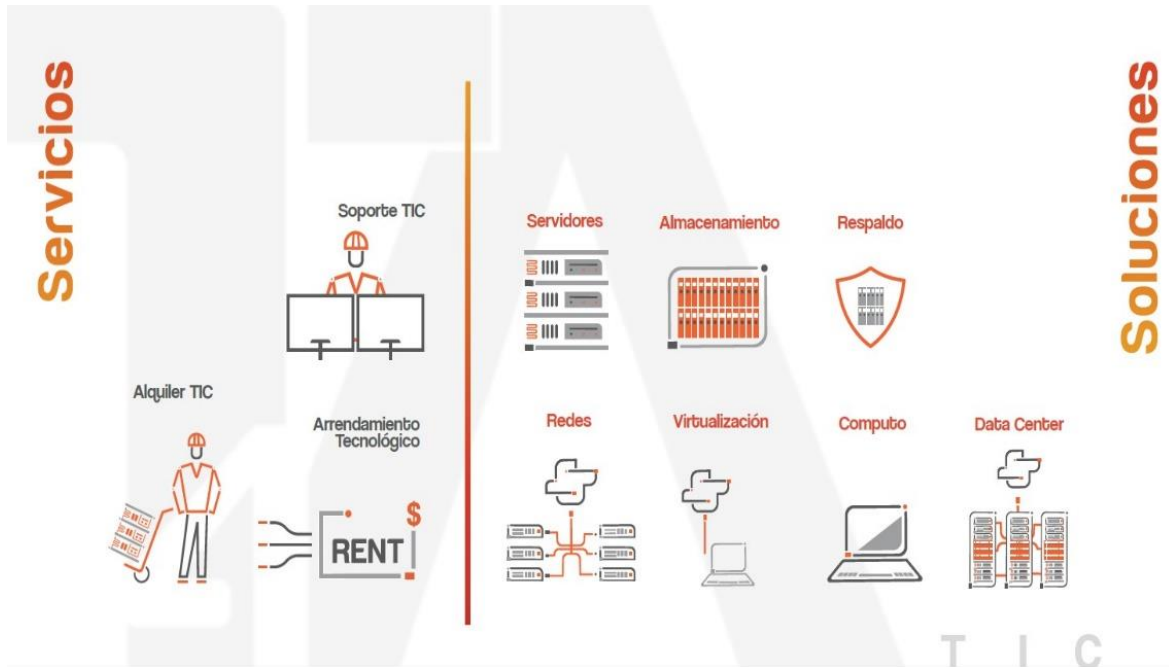 Servicios
Soporte TIC
Alquiler TIC
Arrendamiento
Tecnológico
$
RENT
Servidores
Almacenamiento
Respaldo
Redes
Virtualización
Computo
Data Center
Soluciones
T I C